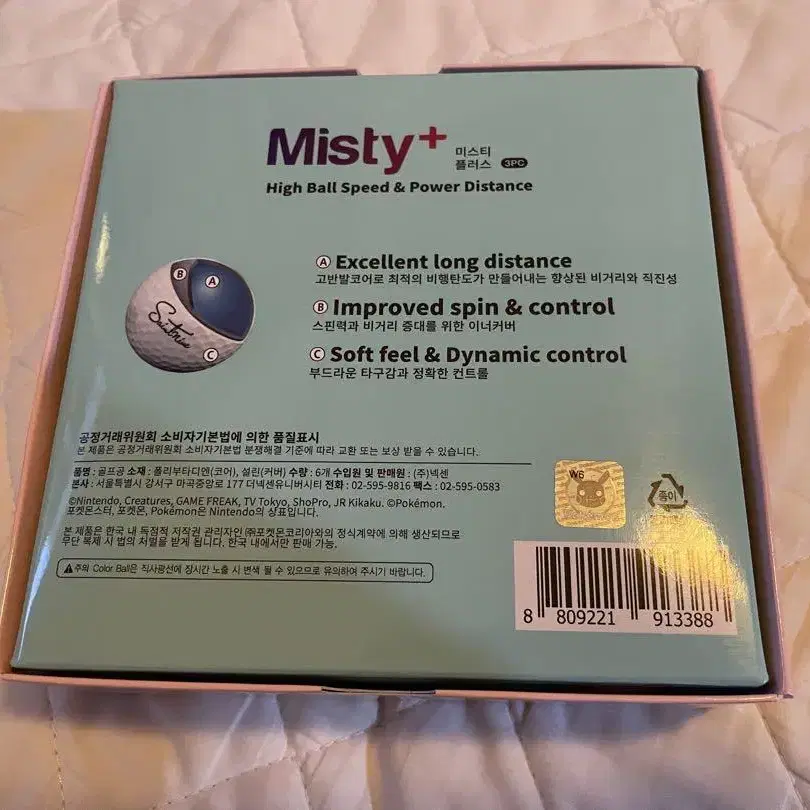 Misty+ 미스티 플러스 3PC
High Ball Speed & Power Distance
Ⓐ Excellent long distance
고반발코어로 최적의 비행탄도가 만들어내는 향상된 비거리와 직진성
Ⓑ Improved spin & control
스핀력과 비거리 증대를 위한 이너커버
Ⓒ Soft feel & Dynamic control
부드러운 타구감과 정확한 컨트롤
B
A
C
공정거래위원회 소비자기본법에 의한 품질표시
본 제품은 공정거래위원회 소비자기본법 분쟁해결 기준에 따라 교환 또는 보상 받을 수 있습니다.
품명 : 골프공 소재 : 폴리부타디엔(코어), 설린(커버) 수량 : 6개 수입원 및 판매원 : (주)넥센
본사 : 서울특별시 강서구 마곡중앙로 177 더넥센유니버시티 전화 : 02-595-9816 팩스 : 02-595-0583
©Nintendo, Creatures, GAME FREAK, TV Tokyo, ShoPro, JR Kikaku. ©Pokémon.
포켓몬스터, 포켓몬, Pokémon은 Nintendo의 상표입니다.
본 제품은 한국 내 독점적 저작권 관리자인 ㈜포켓몬코리아와의 정식계약에 의해 생산되므로
무단 복제 시 법의 처벌을 받게 됩니다. 한국 내에서만 판매 가능.
⚠주의 Color Ball은 직사광선에 장시간 노출 시 변색 될 수 있으므로 유의하여 주시기 바랍니다.
W6
종이
8 809221 913388